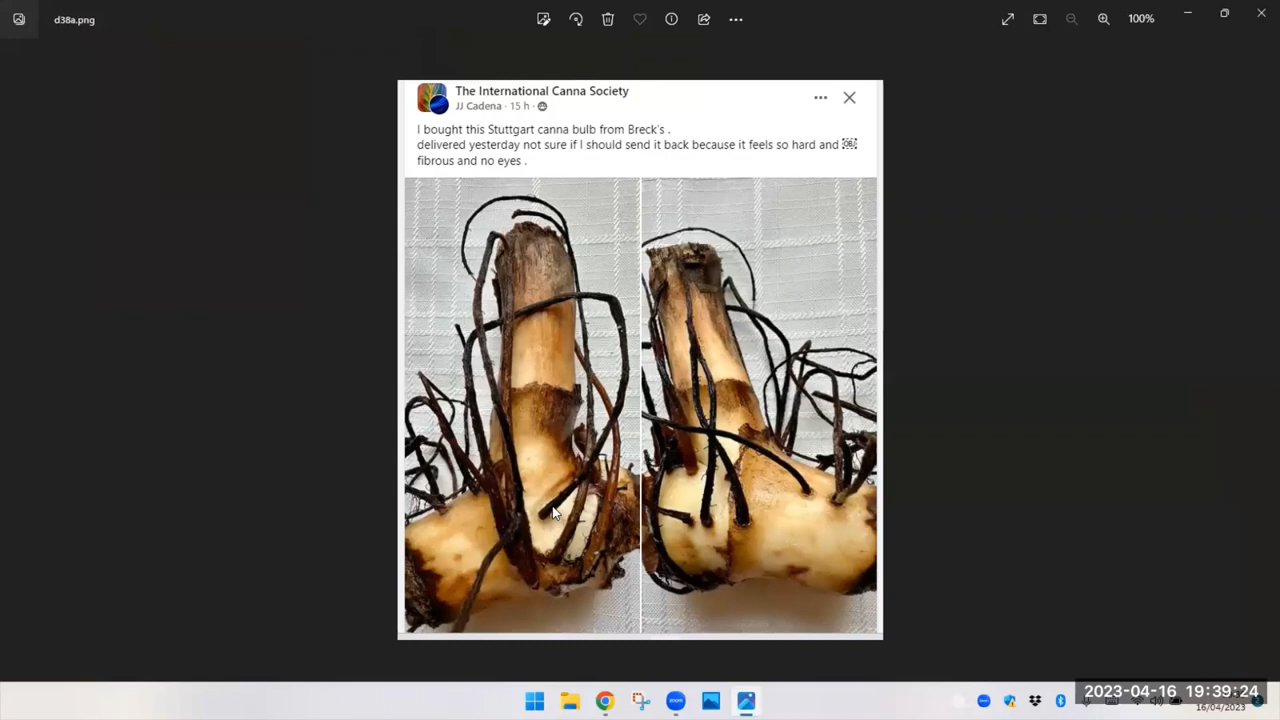 d38a.png
100%
The International Canna Society
JJ Cadena · 15 h ·
I bought this Stuttgart canna bulb from Breck's .
delivered yesterday not sure if I should send it back because it feels so hard and OBJ
fibrous and no eyes .
zoom
2023-04-16 19:39:24
16/04/2023